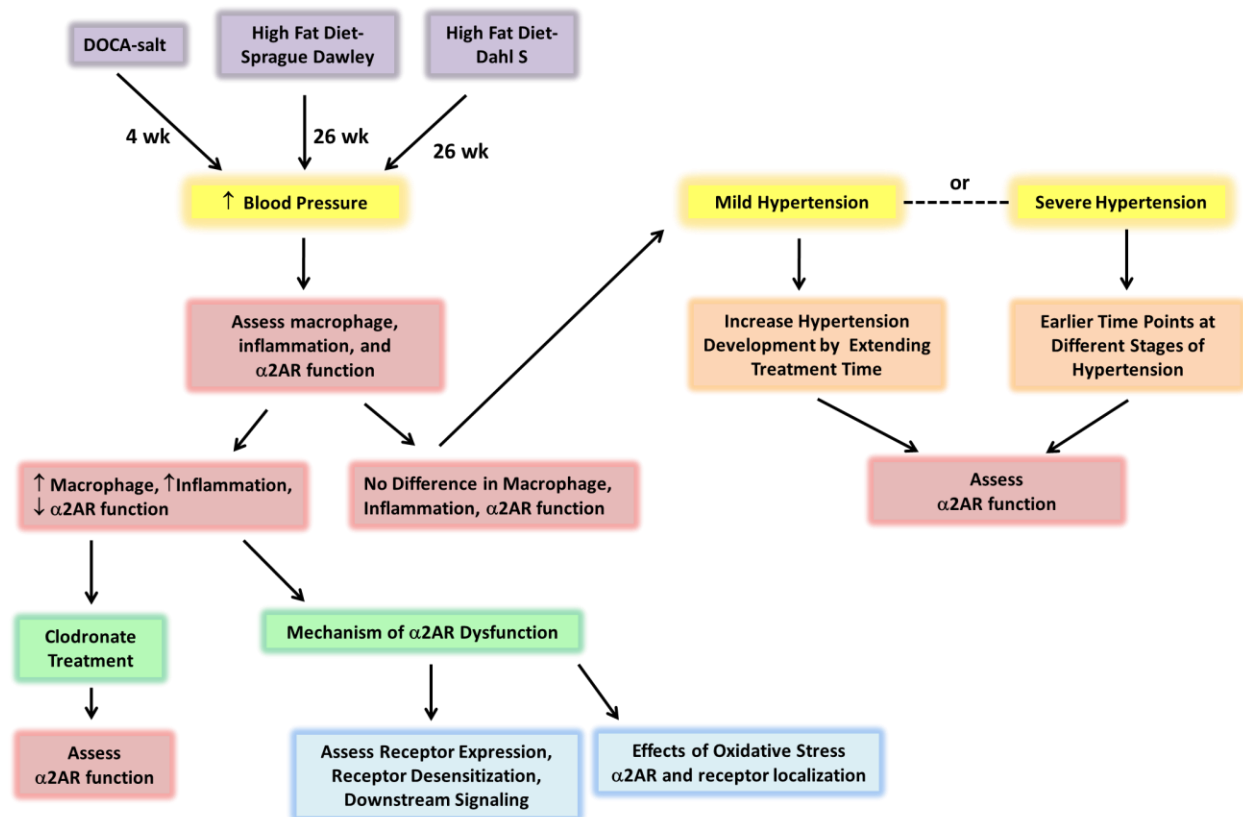 DOCA-salt
High Fat Diet-
Sprague Dawley
High Fat Diet-
Dahl S
4 wk
26 wk
26 wk
↑ Blood Pressure
Mild Hypertension
or
Severe Hypertension
Assess macrophage,
inflammation, and
α2AR function
Increase Hypertension
Development by Extending
Treatment Time
Earlier Time Points at
Different Stages of
Hypertension
↑ Macrophage, ↑Inflammation,
↓ α2AR function
No Difference in Macrophage,
Inflammation, α2AR function
Assess
α2AR function
Clodronate
Treatment
Mechanism of α2AR Dysfunction
Assess
α2AR function
Assess Receptor Expression,
Receptor Desensitization,
Downstream Signaling
Effects of Oxidative Stress
α2AR and receptor localization